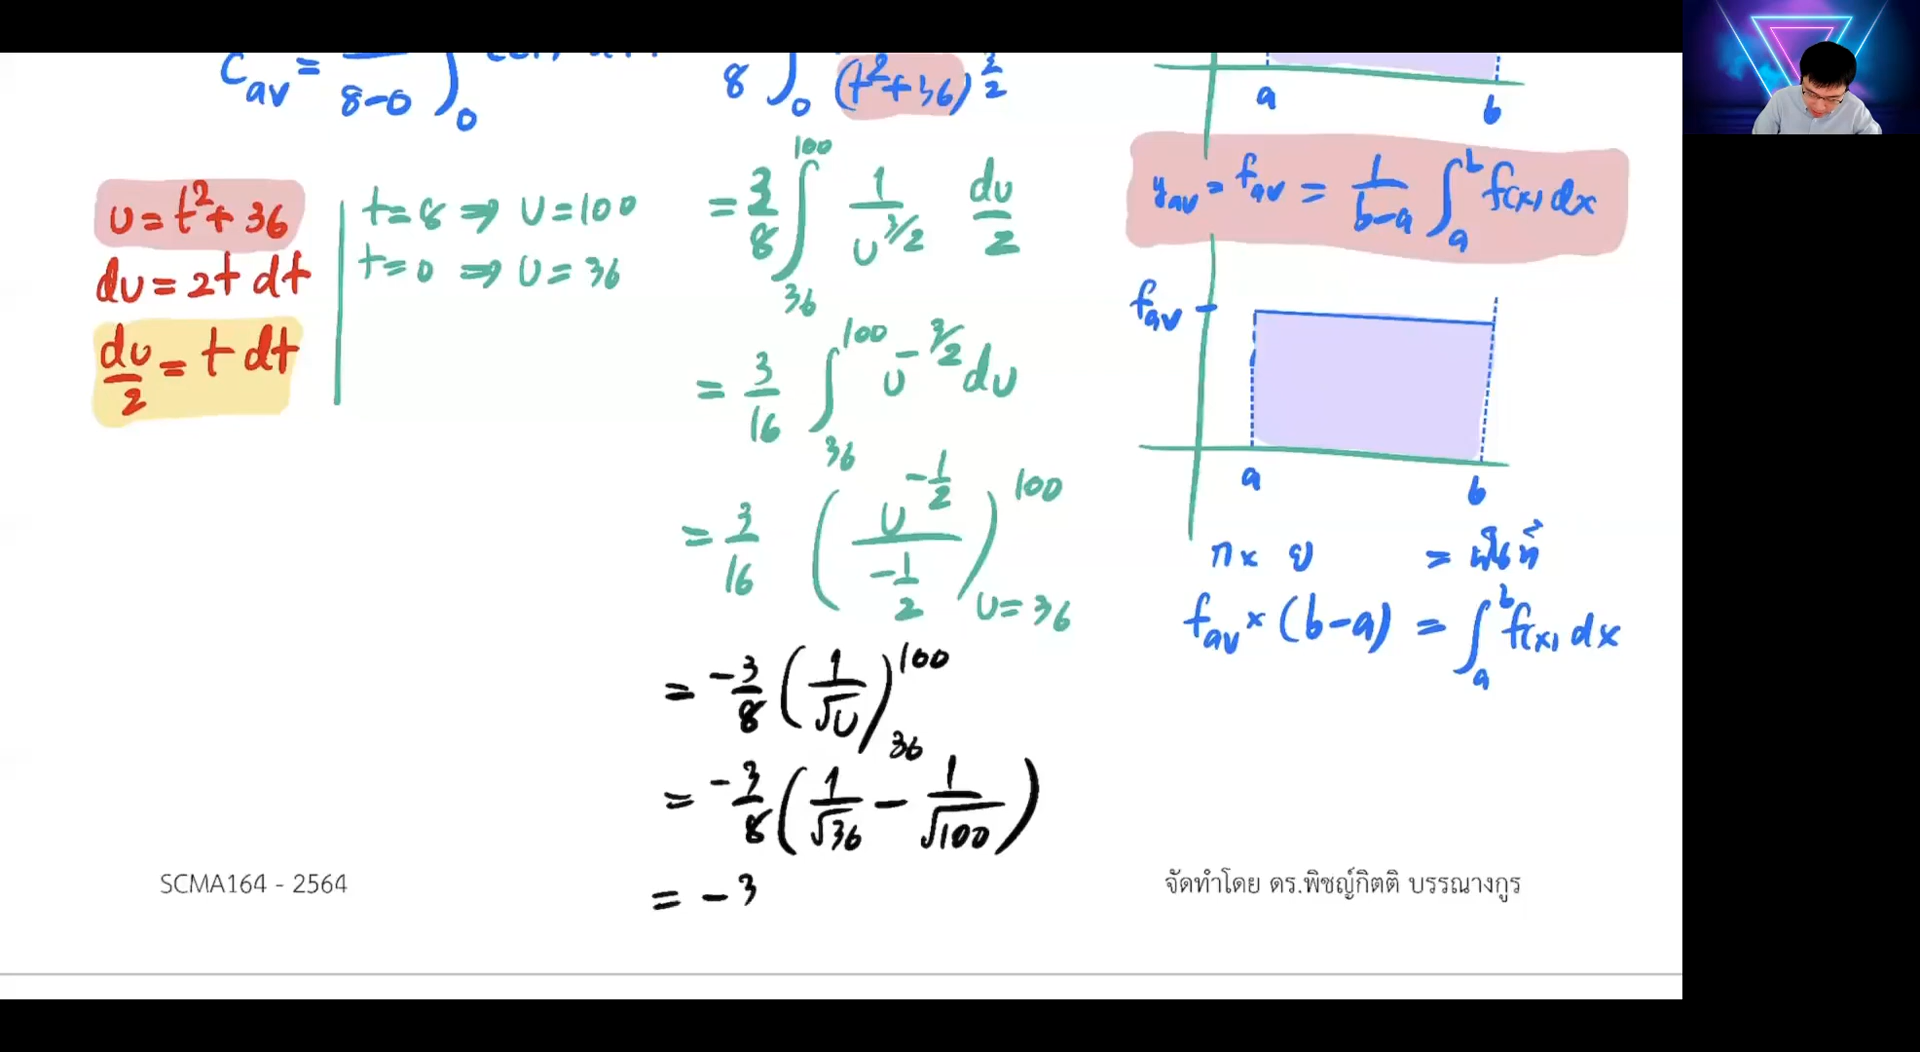 C_av = 8-0 ∫_0
8 ∫_0 (t²+36)^(3/2)
a b
u = t²+36
du = 2t dt
du/2 = t dt
t=8 ⇒ u=100
t=0 ⇒ u=36
= 3/8 ∫_36^100 1/u^(3/2) du/2
= 3/16 ∫_36^100 u^(-3/2) du
= 3/16 ( u^(-1/2) / (-1/2) )_(u=36)^100
= -3/8 ( 1/√u )_36^100
= -3/8 ( 1/√36 - 1/√100 )
= -3
y_av = f_av = 1/(b-a) ∫_a^b f(x) dx
f_av
a b
ก × ย = พื้นที่
f_av × (b-a) = ∫_a^b f(x) dx
SCMA164 - 2564
จัดทำโดย ดร.พิชญ์กิตติ บรรณางกูร